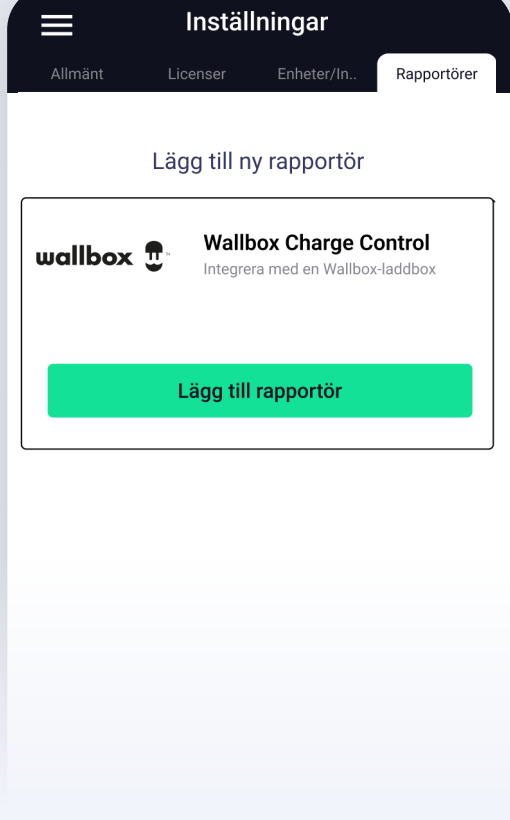 Inställningar
Allmänt Licenser Enheter/In.. Rapportörer
Lägg till ny rapportör
wallbox ™
Wallbox Charge Control
Integrera med en Wallbox-laddbox
Lägg till rapportör